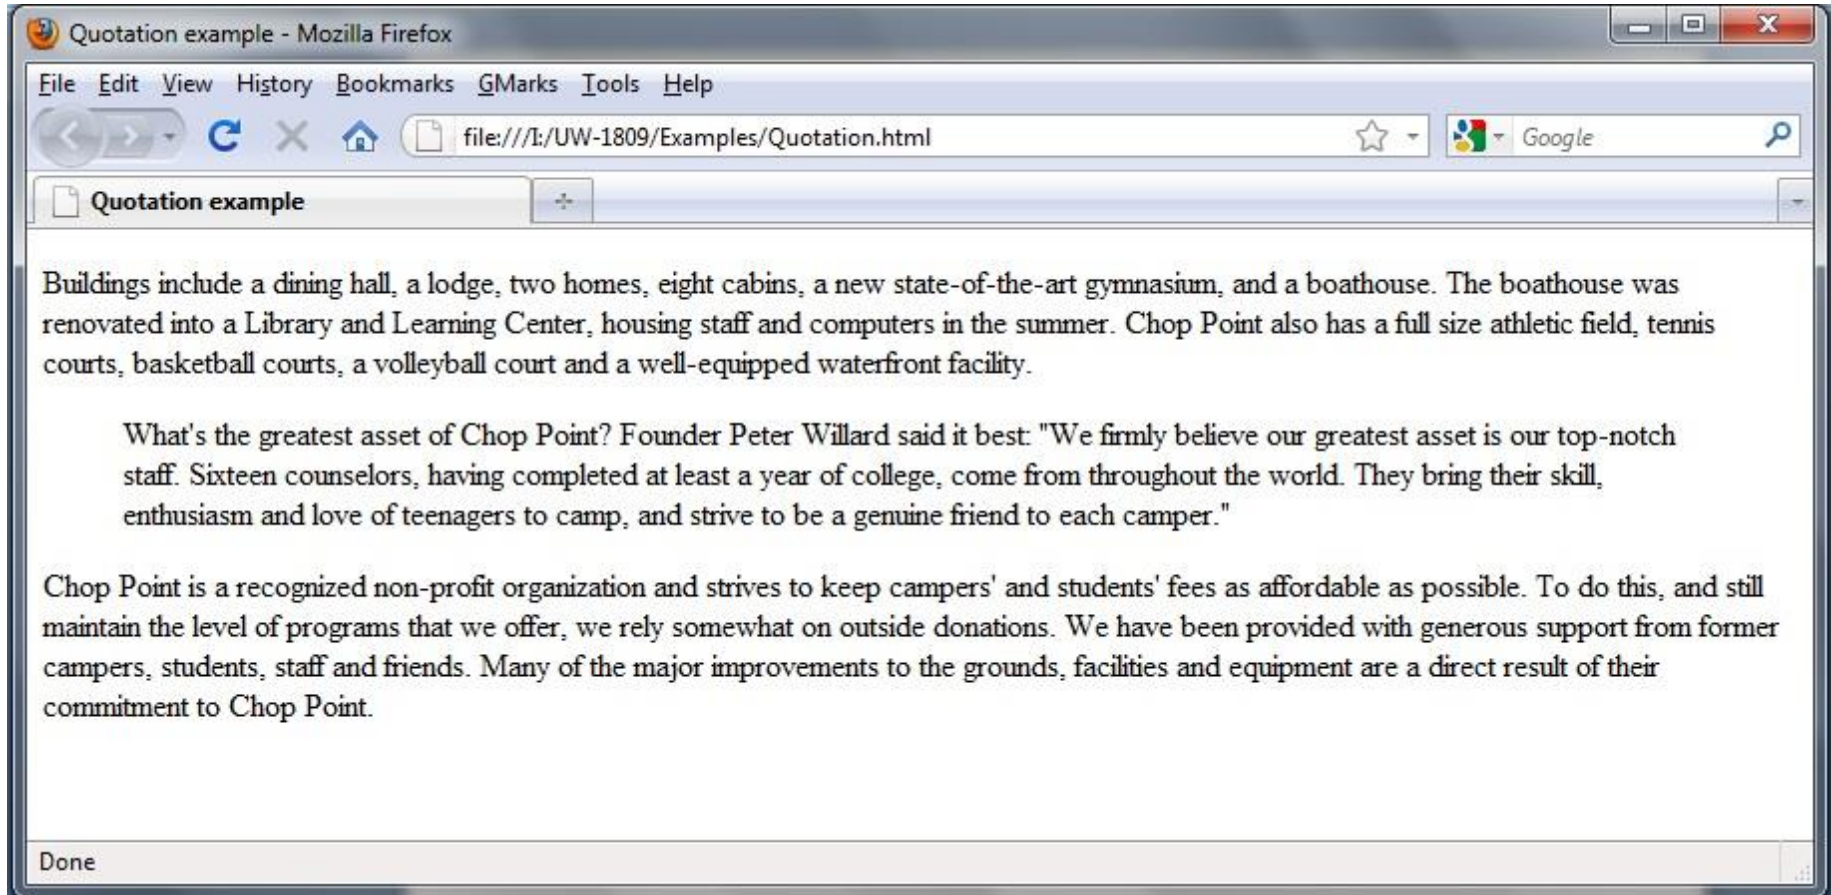 Quotation example - Mozilla Firefox
File Edit View History Bookmarks GMarks Tools Help
file:///I:/UW-1809/Examples/Quotation.html Google
Quotation example
Buildings include a dining hall, a lodge, two homes, eight cabins, a new state-of-the-art gymnasium, and a boathouse. The boathouse was
renovated into a Library and Learning Center, housing staff and computers in the summer. Chop Point also has a full size athletic field, tennis
courts, basketball courts, a volleyball court and a well-equipped waterfront facility.
What's the greatest asset of Chop Point? Founder Peter Willard said it best: "We firmly believe our greatest asset is our top-notch
staff. Sixteen counselors, having completed at least a year of college, come from throughout the world. They bring their skill,
enthusiasm and love of teenagers to camp, and strive to be a genuine friend to each camper."
Chop Point is a recognized non-profit organization and strives to keep campers' and students' fees as affordable as possible. To do this, and still
maintain the level of programs that we offer, we rely somewhat on outside donations. We have been provided with generous support from former
campers, students, staff and friends. Many of the major improvements to the grounds, facilities and equipment are a direct result of their
commitment to Chop Point.
Done